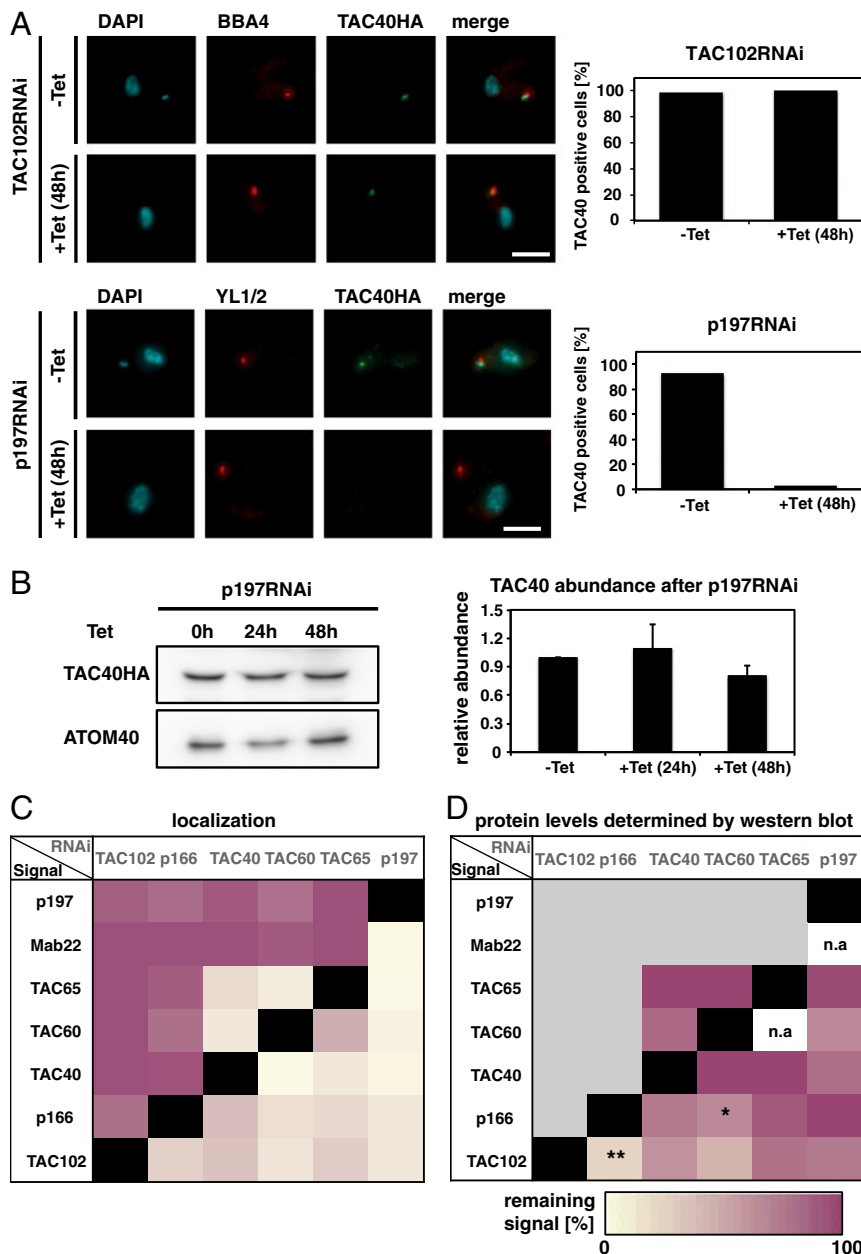 A
DAPI BBA4 TAC40HA merge
TAC102RNAi
-Tet
+Tet (48h)
TAC102RNAi
TAC40 positive cells [%]
100
80
60
40
20
0
-Tet +Tet (48h)
DAPI YL1/2 TAC40HA merge
p197RNAi
-Tet
+Tet (48h)
p197RNAi
TAC40 positive cells [%]
100
80
60
40
20
0
-Tet +Tet (48h)
B
p197RNAi
Tet 0h 24h 48h
TAC40HA
ATOM40
TAC40 abundance after p197RNAi
relative abundance
1.5
1.2
0.9
0.6
0.3
0
-Tet +Tet (24h) +Tet (48h)
C
localization
RNAi
Signal
TAC102 p166 TAC40 TAC60 TAC65 p197
p197
Mab22
TAC65
TAC60
TAC40
p166
TAC102
D
protein levels determined by western blot
RNAi
Signal
TAC102 p166 TAC40 TAC60 TAC65 p197
p197
Mab22 n.a
TAC65
TAC60 n.a
TAC40
p166 *
TAC102 **
remaining
signal [%]
0 100